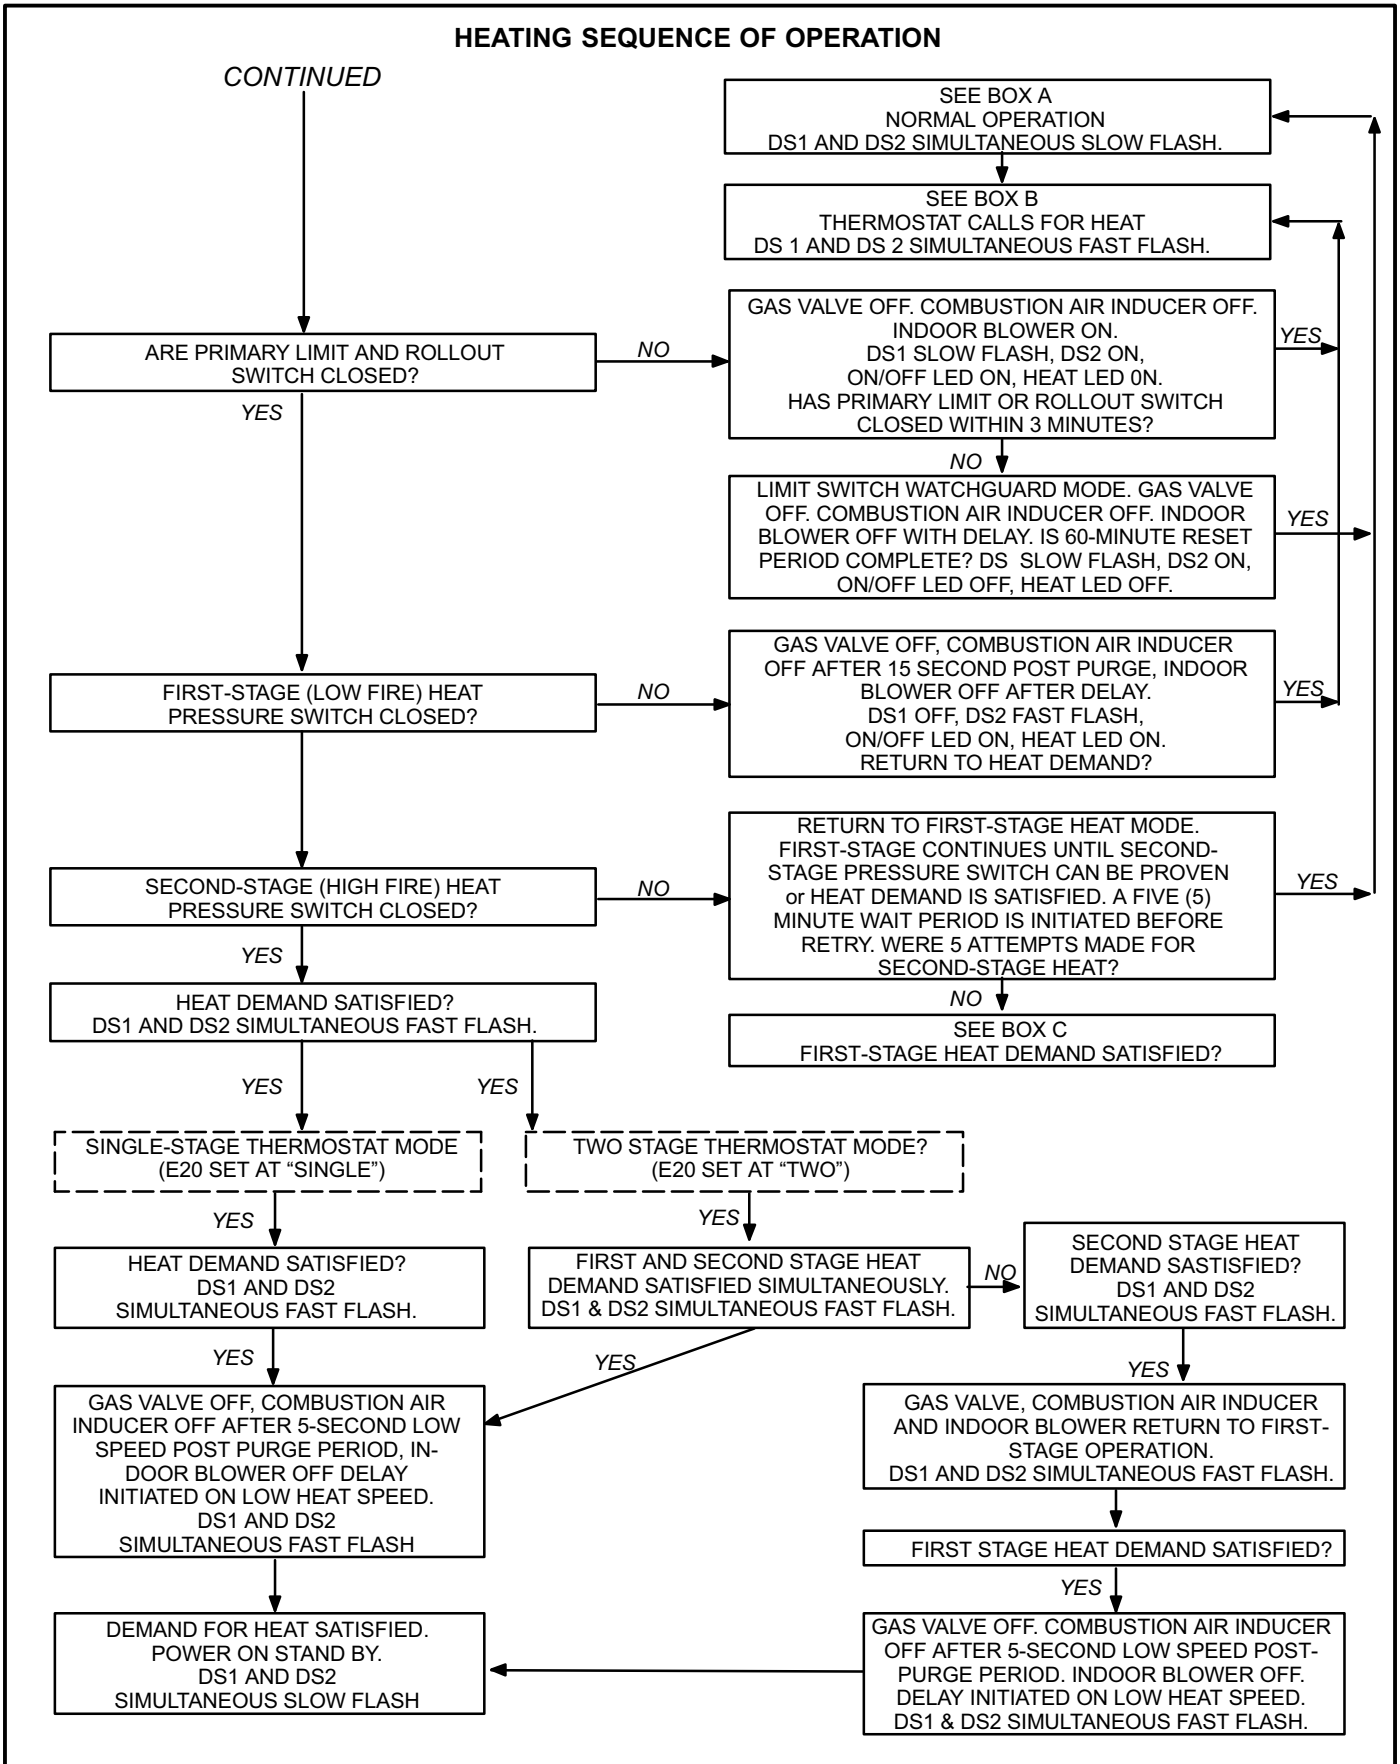 HEATING SEQUENCE OF OPERATION
CONTINUED
SEE BOX A
NORMAL OPERATION
DS1 AND DS2 SIMULTANEOUS SLOW FLASH.
SEE BOX B
THERMOSTAT CALLS FOR HEAT
DS 1 AND DS 2 SIMULTANEOUS FAST FLASH.
ARE PRIMARY LIMIT AND ROLLOUT
SWITCH CLOSED?
NO
YES
GAS VALVE OFF. COMBUSTION AIR INDUCER OFF.
INDOOR BLOWER ON.
DS1 SLOW FLASH, DS2 ON,
ON/OFF LED ON, HEAT LED 0N.
HAS PRIMARY LIMIT OR ROLLOUT SWITCH
CLOSED WITHIN 3 MINUTES?
YES
NO
LIMIT SWITCH WATCHGUARD MODE. GAS VALVE
OFF. COMBUSTION AIR INDUCER OFF. INDOOR
BLOWER OFF WITH DELAY. IS 60-MINUTE RESET
PERIOD COMPLETE? DS SLOW FLASH, DS2 ON,
ON/OFF LED OFF, HEAT LED OFF.
YES
FIRST-STAGE (LOW FIRE) HEAT
PRESSURE SWITCH CLOSED?
NO
GAS VALVE OFF, COMBUSTION AIR INDUCER
OFF AFTER 15 SECOND POST PURGE, INDOOR
BLOWER OFF AFTER DELAY.
DS1 OFF, DS2 FAST FLASH,
ON/OFF LED ON, HEAT LED ON.
RETURN TO HEAT DEMAND?
YES
SECOND-STAGE (HIGH FIRE) HEAT
PRESSURE SWITCH CLOSED?
NO
YES
RETURN TO FIRST-STAGE HEAT MODE.
FIRST-STAGE CONTINUES UNTIL SECOND-
STAGE PRESSURE SWITCH CAN BE PROVEN
or HEAT DEMAND IS SATISFIED. A FIVE (5)
MINUTE WAIT PERIOD IS INITIATED BEFORE
RETRY. WERE 5 ATTEMPTS MADE FOR
SECOND-STAGE HEAT?
YES
NO
SEE BOX C
FIRST-STAGE HEAT DEMAND SATISFIED?
HEAT DEMAND SATISFIED?
DS1 AND DS2 SIMULTANEOUS FAST FLASH.
YES
YES
SINGLE-STAGE THERMOSTAT MODE
(E20 SET AT “SINGLE”)
TWO STAGE THERMOSTAT MODE?
(E20 SET AT “TWO”)
YES
YES
HEAT DEMAND SATISFIED?
DS1 AND DS2
SIMULTANEOUS FAST FLASH.
FIRST AND SECOND STAGE HEAT
DEMAND SATISFIED SIMULTANEOUSLY.
DS1 & DS2 SIMULTANEOUS FAST FLASH.
NO
SECOND STAGE HEAT
DEMAND SASTISFIED?
DS1 AND DS2
SIMULTANEOUS FAST FLASH.
YES
YES
YES
GAS VALVE OFF, COMBUSTION AIR
INDUCER OFF AFTER 5-SECOND LOW
SPEED POST PURGE PERIOD, IN-
DOOR BLOWER OFF DELAY
INITIATED ON LOW HEAT SPEED.
DS1 AND DS2
SIMULTANEOUS FAST FLASH
GAS VALVE, COMBUSTION AIR INDUCER
AND INDOOR BLOWER RETURN TO FIRST-
STAGE OPERATION.
DS1 AND DS2 SIMULTANEOUS FAST FLASH.
FIRST STAGE HEAT DEMAND SATISFIED?
YES
DEMAND FOR HEAT SATISFIED.
POWER ON STAND BY.
DS1 AND DS2
SIMULTANEOUS SLOW FLASH
GAS VALVE OFF. COMBUSTION AIR INDUCER
OFF AFTER 5-SECOND LOW SPEED POST-
PURGE PERIOD. INDOOR BLOWER OFF.
DELAY INITIATED ON LOW HEAT SPEED.
DS1 & DS2 SIMULTANEOUS FAST FLASH.